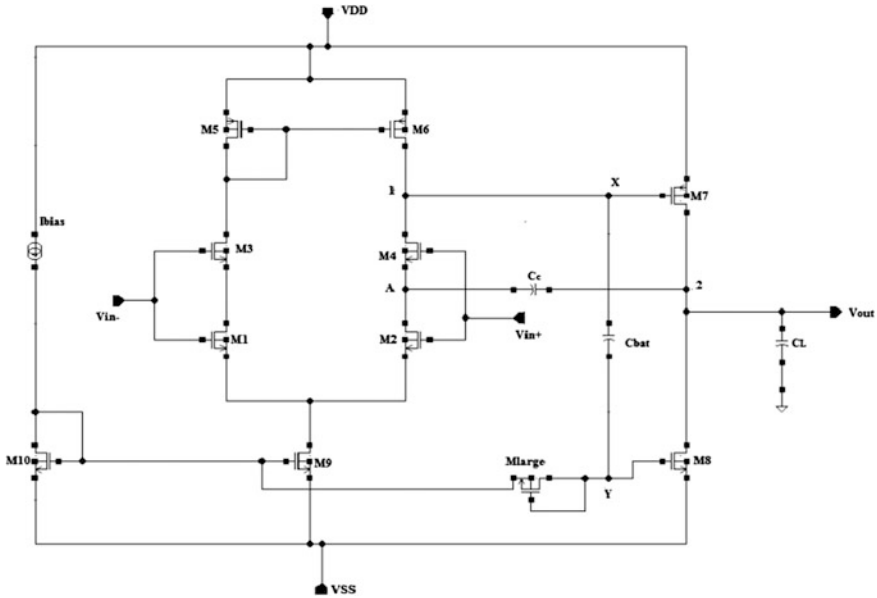 VDD
M5
M6
1
X
M7
Ibias
M3
M4
Cc
A
2
Vin-
M1
M2
Vin+
Cbat
CL
Vout
M10
M9
Mlarge
M8
Y
VSS